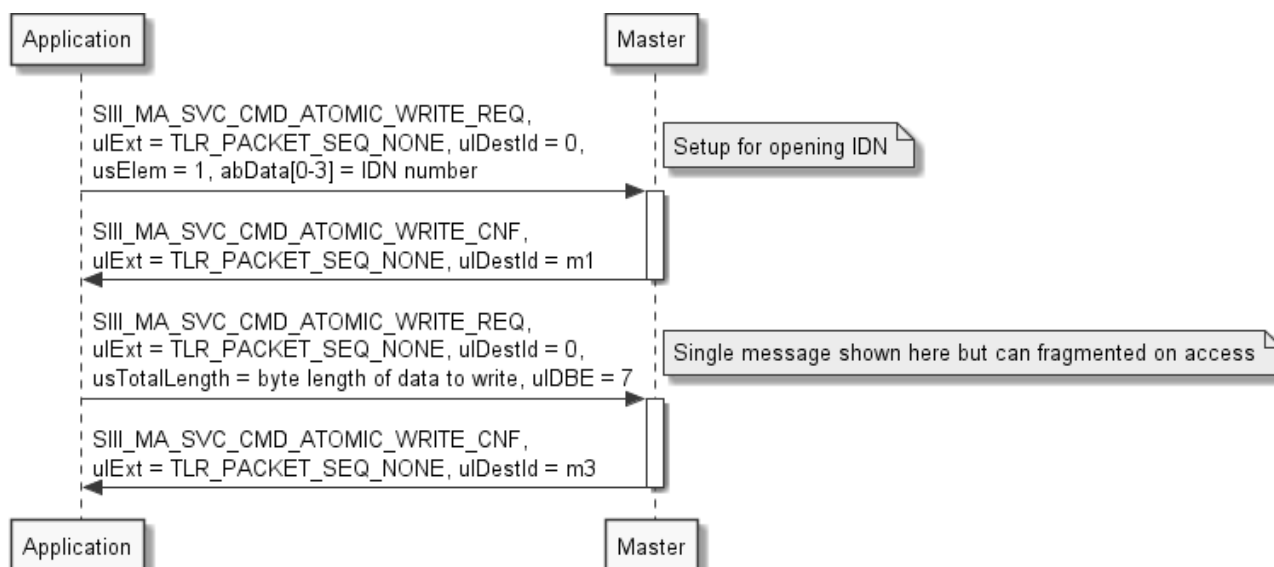 Application
Master
SIII_MA_SVC_CMD_ATOMIC_WRITE_REQ,
ulExt = TLR_PACKET_SEQ_NONE, ulDestId = 0,
usElem = 1, abData[0-3] = IDN number
Setup for opening IDN
SIII_MA_SVC_CMD_ATOMIC_WRITE_CNF,
ulExt = TLR_PACKET_SEQ_NONE, ulDestId = m1
SIII_MA_SVC_CMD_ATOMIC_WRITE_REQ,
ulExt = TLR_PACKET_SEQ_NONE, ulDestId = 0,
usTotalLength = byte length of data to write, ulDBE = 7
Single message shown here but can fragmented on access
SIII_MA_SVC_CMD_ATOMIC_WRITE_CNF,
ulExt = TLR_PACKET_SEQ_NONE, ulDestId = m3
Application
Master